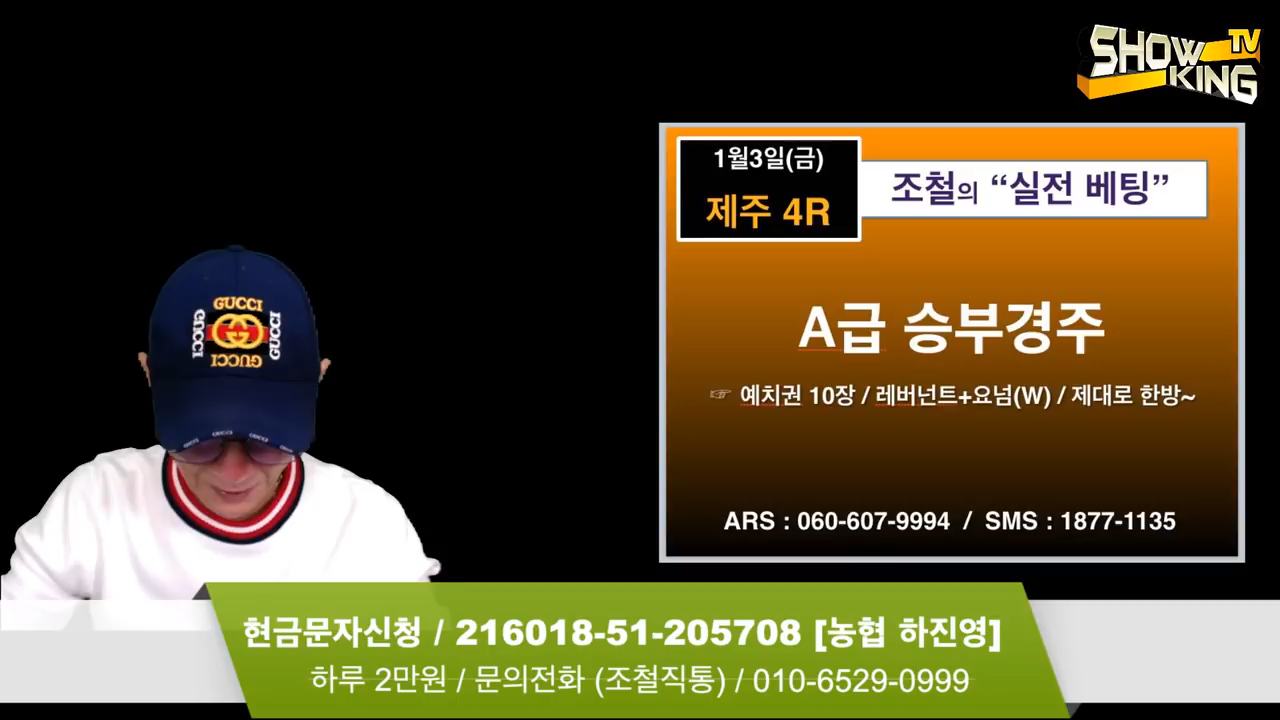 SHOW TV
KING
1월3일(금)
제주 4R
조철의 “실전 베팅”
A급 승부경주
☞ 예치권 10장 / 레버넌트+요넘(W) / 제대로 한방~
ARS : 060-607-9994 / SMS : 1877-1135
GUCCI
GUCCI
GUCCI
GUCCI
GUCCI GUCCI GUCCI GUCCI
현금문자신청 / 216018-51-205708 [농협 하진영]
하루 2만원 / 문의전화 (조철직통) / 010-6529-0999